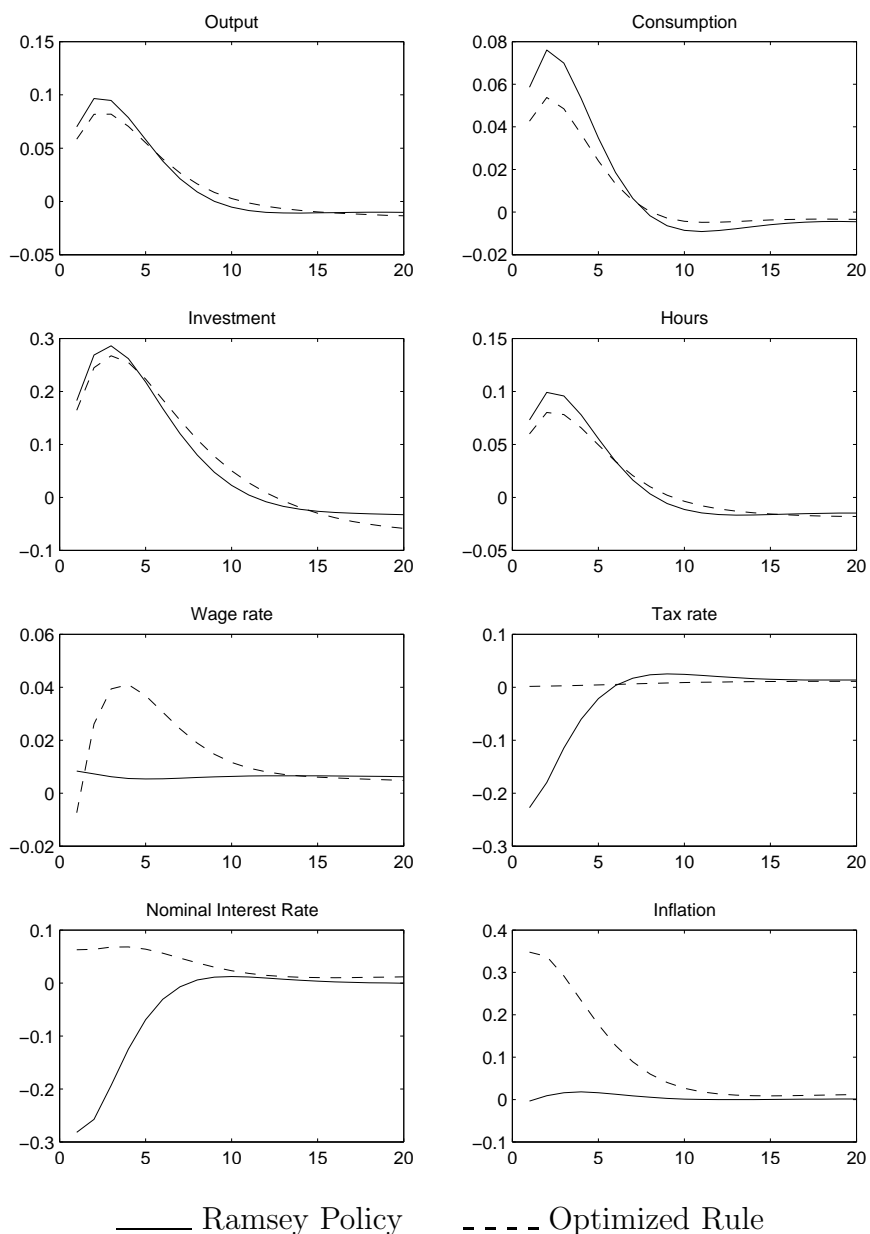 Output
Consumption
0.15
0.1
0.05
0
−0.05
0 5 10 15 20
0.08
0.06
0.04
0.02
0
−0.02
0 5 10 15 20
Investment
Hours
0.3
0.2
0.1
0
−0.1
0 5 10 15 20
0.15
0.1
0.05
0
−0.05
0 5 10 15 20
Wage rate
Tax rate
0.06
0.04
0.02
0
−0.02
0 5 10 15 20
0.1
0
−0.1
−0.2
−0.3
0 5 10 15 20
Nominal Interest Rate
Inflation
0.1
0
−0.1
−0.2
−0.3
0 5 10 15 20
0.4
0.3
0.2
0.1
0
−0.1
0 5 10 15 20
Ramsey Policy Optimized Rule